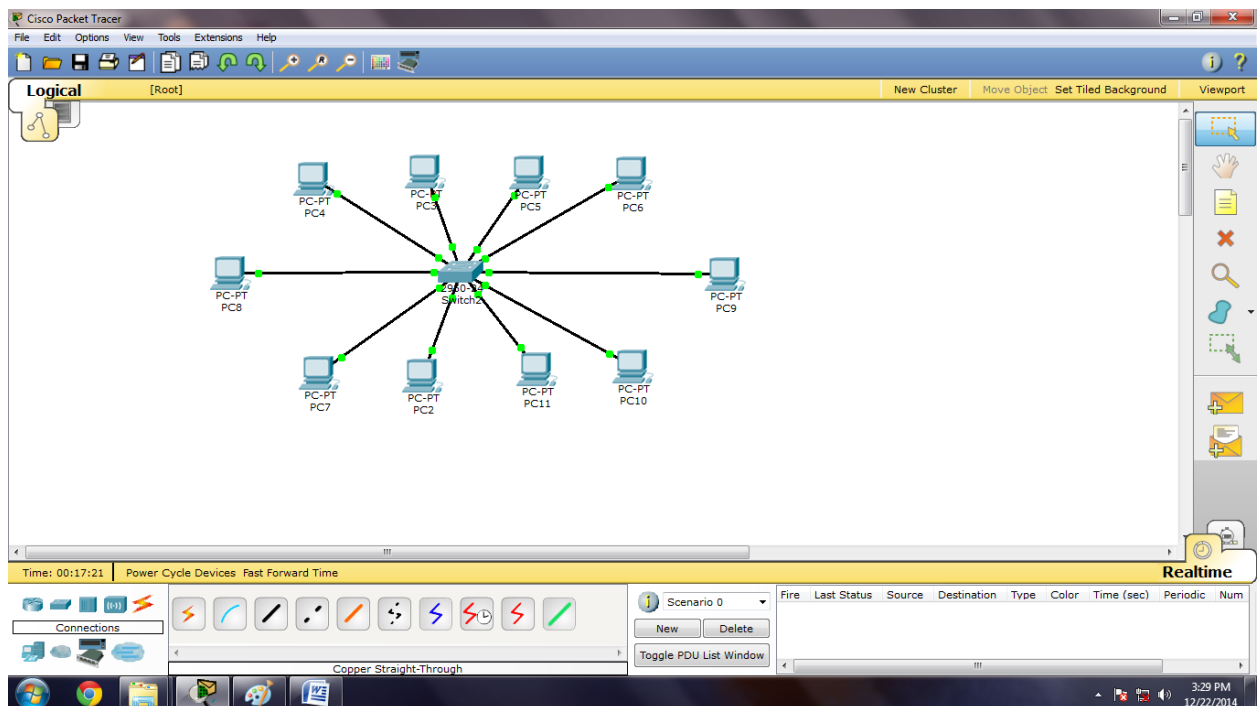 Cisco Packet Tracer
File Edit Options View Tools Extensions Help
Logical [Root] New Cluster Move Object Set Tiled Background Viewport
PC-PT
PC4
PC-PT
PC3
PC-PT
PC5
PC-PT
PC6
PC-PT
PC8
2950-24
Switch2
PC-PT
PC9
PC-PT
PC7
PC-PT
PC2
PC-PT
PC11
PC-PT
PC10
Time: 00:17:21 Power Cycle Devices Fast Forward Time Realtime
Connections
Copper Straight-Through
Scenario 0
New Delete
Toggle PDU List Window
Fire Last Status Source Destination Type Color Time (sec) Periodic Num
3:29 PM
12/22/2014